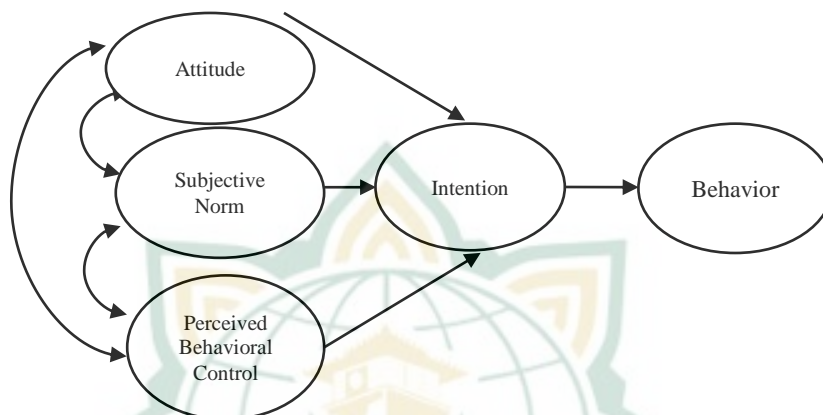 Attitude
Subjective
Norm
Intention
Behavior
Perceived
Behavioral
Control